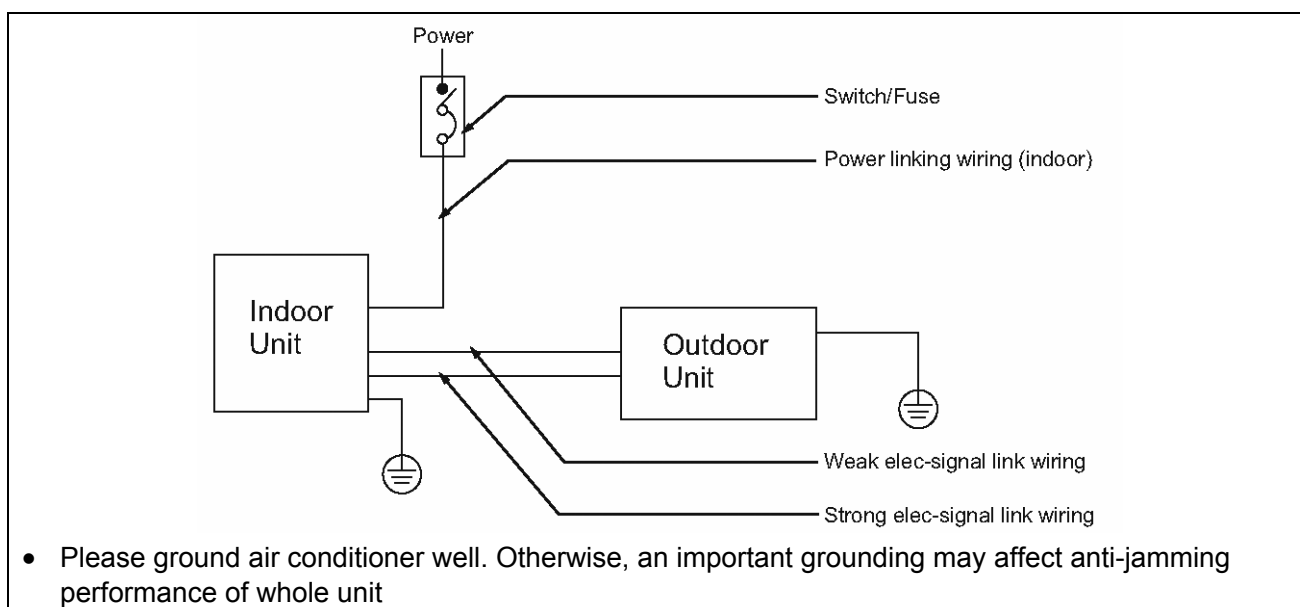 Power
Switch/Fuse
Power linking wiring (indoor)
Indoor
Unit
Outdoor
Unit
Weak elec-signal link wiring
Strong elec-signal link wiring
• Please ground air conditioner well. Otherwise, an important grounding may affect anti-jamming
performance of whole unit